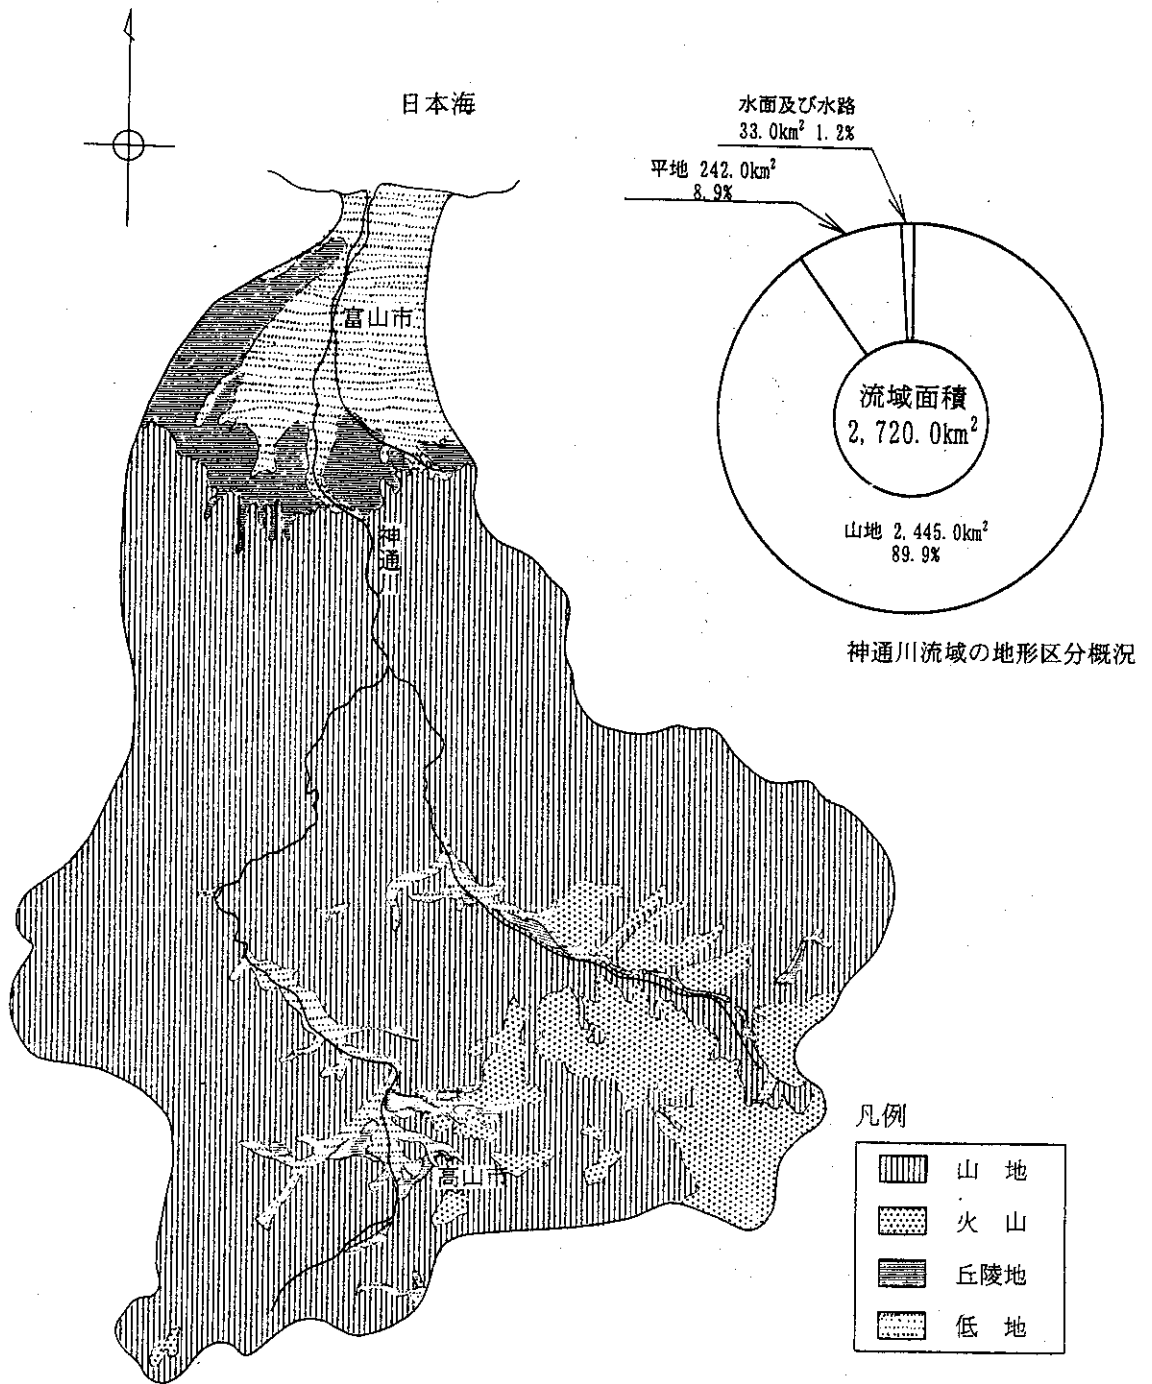 日本海
水面及び水路
33.0km² 1.2%
平地 242.0km²
8.9%
富山市
流域面積
2,720.0km²
山地 2,445.0km²
89.9%
神通川
神通川流域の地形区分概況
高山市
凡例
山 地
火 山
丘陵地
低 地